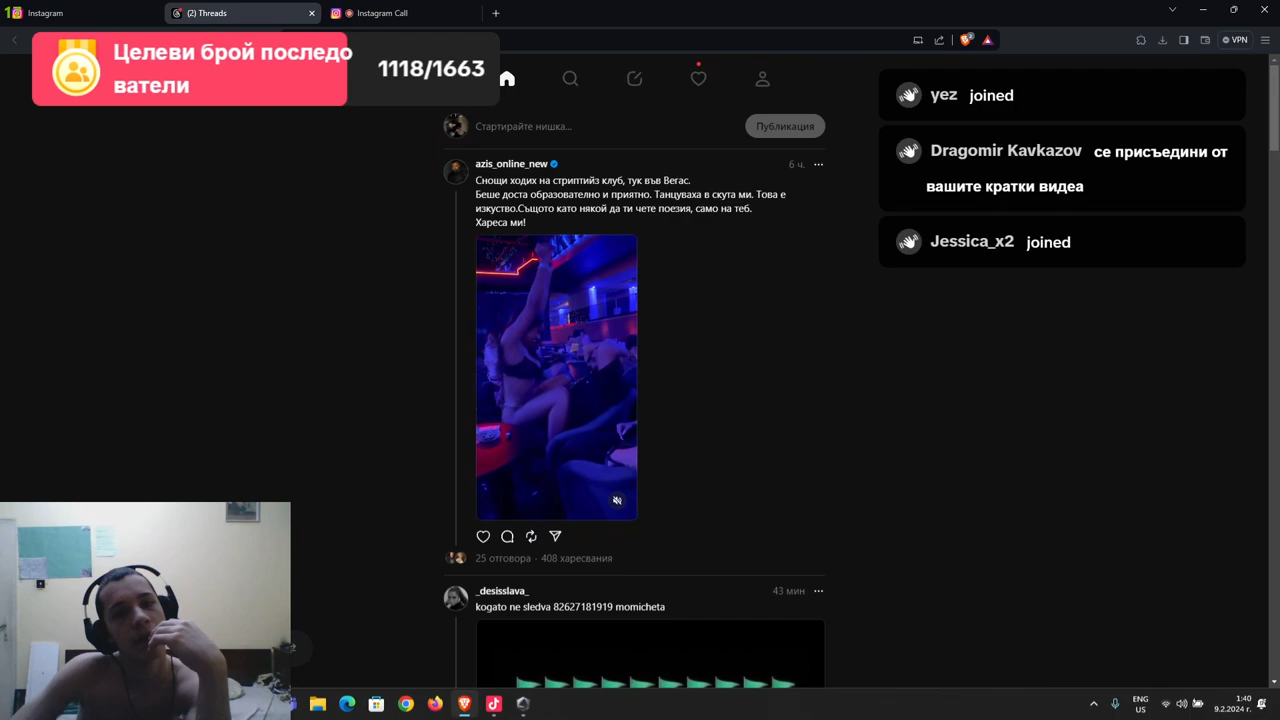 Instagram
(2) Threads
Instagram Call
VPN
Целеви брой последо
ватели
1118/1663
yez joined
Dragomir Kavkazov се присъедини от
вашите кратки видеа
Jessica_x2 joined
Стартирайте нишка...
Публикация
azis_online_new
6 ч.
Снощи ходих на стриптийз клуб, тук във Вегас.
Беше доста образователно и приятно. Танцуваха в скута ми. Това е
изкуство.Същото като някой да ти чете поезия, само на теб.
Хареса ми!
25 отговора · 408 харесвания
_desisslava_
43 мин
kogato ne sledva 82627181919 momicheta
ENG
US
1:40
9.2.2024 г.